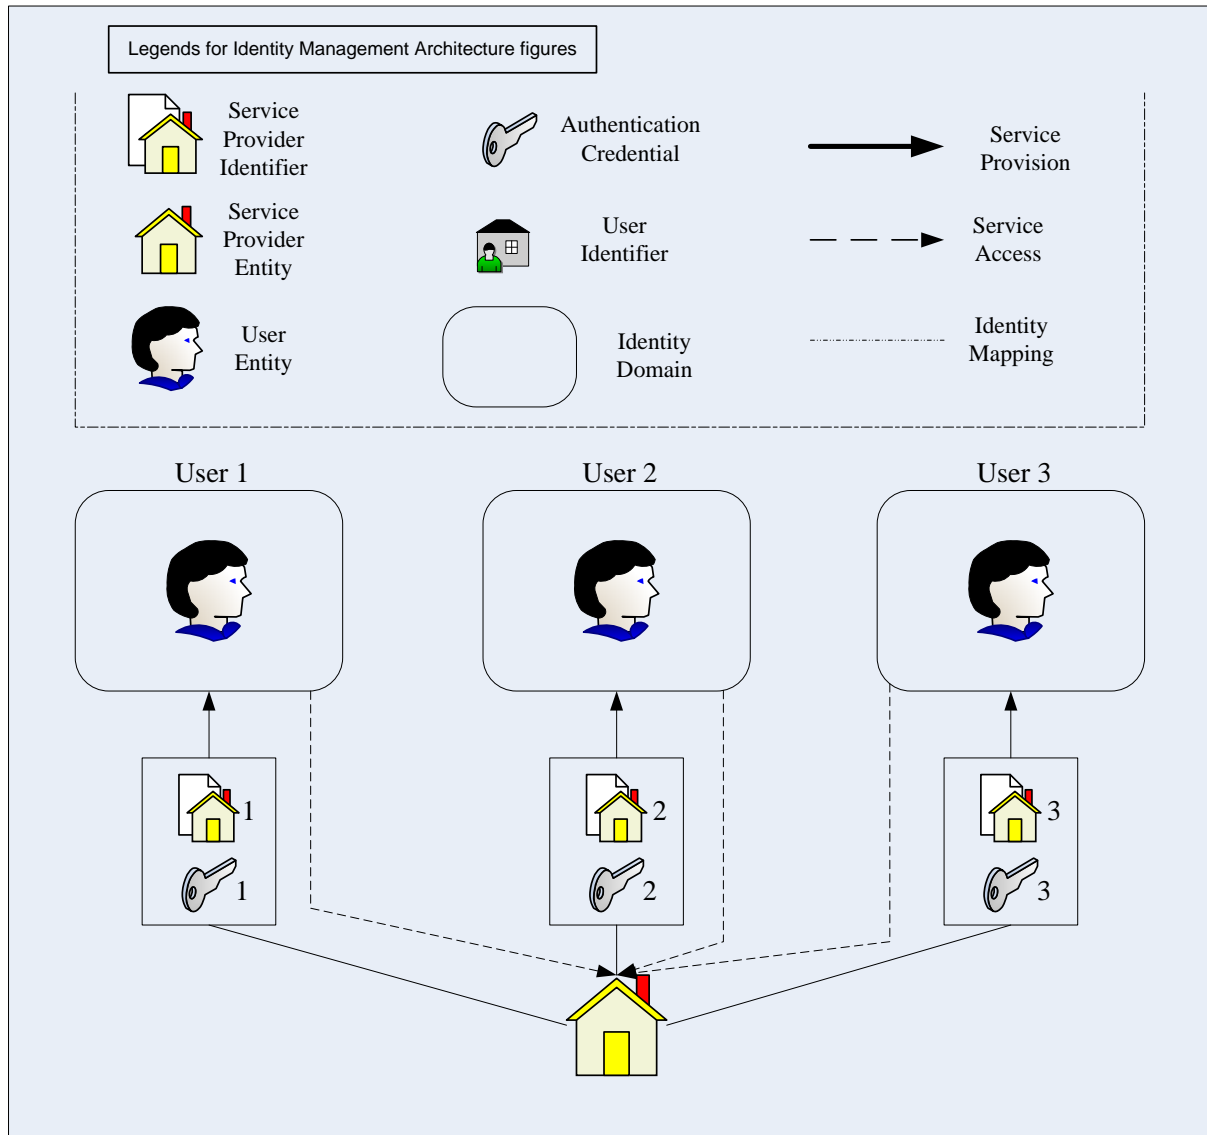 Legends for Identity Management Architecture figures
Service
Provider
Identifier
Authentication
Credential
Service
Provision
Service
Provider
Entity
User
Identifier
Service
Access
User
Entity
Identity
Domain
Identity
Mapping
User 1
User 2
User 3
1
2
3
1
2
3